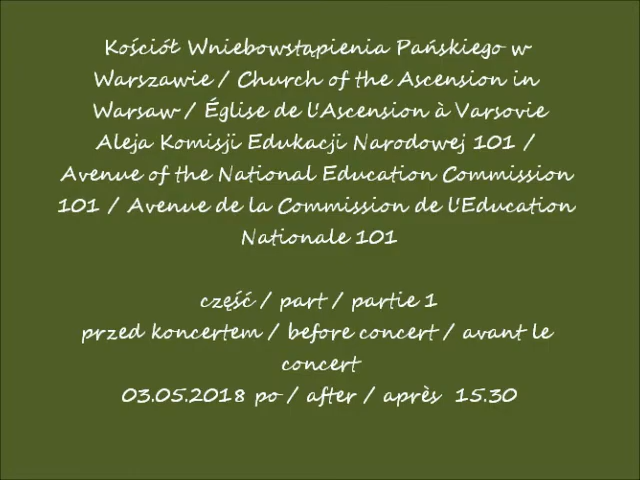 Kościół Wniebowstąpienia Pańskiego w
Warszawie / Church of the Ascension in
Warsaw / Église de l'Ascension à Varsovie
Aleja Komisji Edukacji Narodowej 101 /
Avenue of the National Education Commission
101 / Avenue de la Commission de l'Education
Nationale 101
część / part / partie 1
przed koncertem / before concert / avant le
concert
03.05.2018 po / after / après 15.30